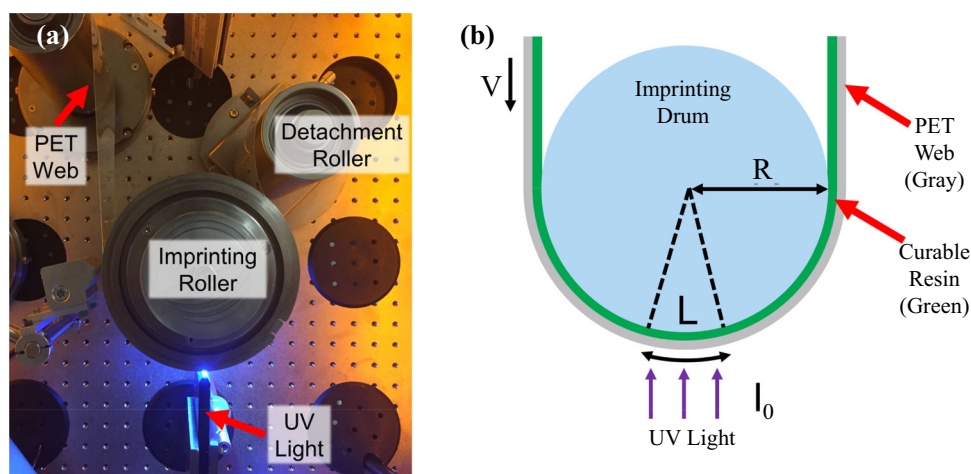 (a)
PET
Web
Detachment
Roller
Imprinting
Roller
UV
Light
(b)
V
Imprinting
Drum
R
L
I₀
UV Light
PET
Web
(Gray)
Curable
Resin
(Green)